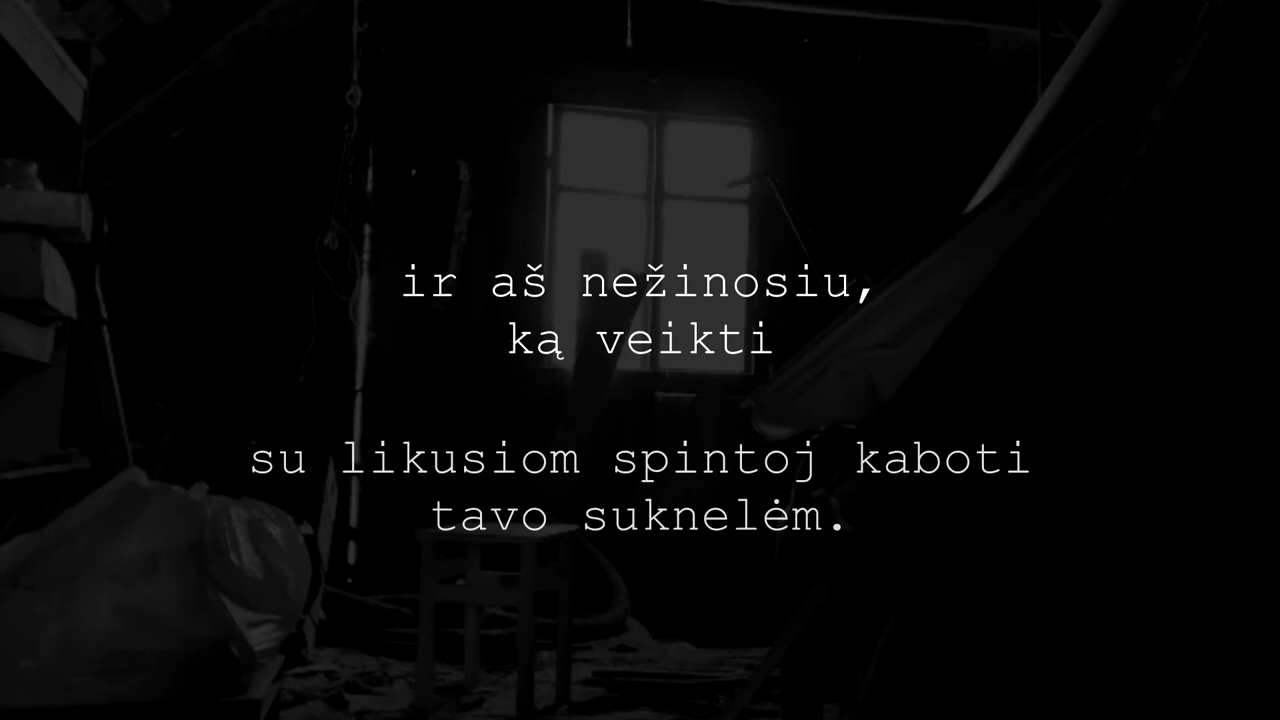 ir aš nežinosiu,
ką veikti
su likusiom spintoj kaboti
tavo suknelėm.